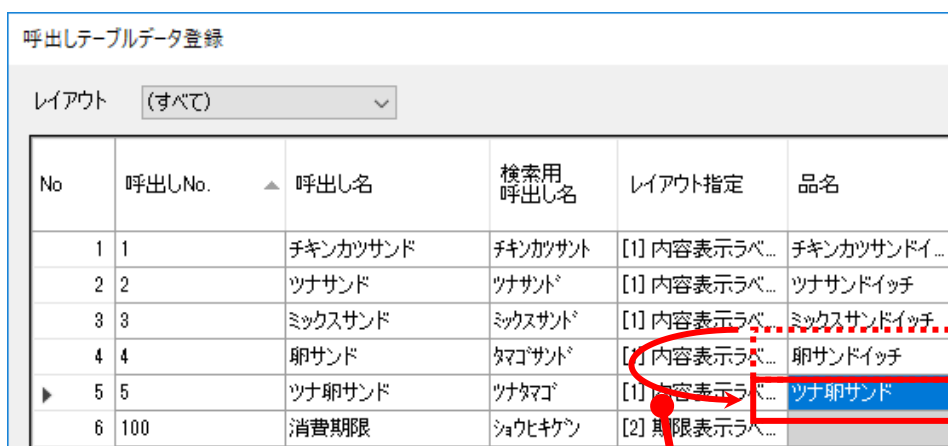 呼出しテーブルデータ登録
レイアウト (すべて)
No 呼出しNo. 呼出し名 検索用 呼出し名 レイアウト指定 品名
1 1 チキンカツサンド ﾁｷﾝｶﾂｻﾝﾄ [1] 内容表示ラベ... チキンカツサンドイ...
2 2 ツナサンド ﾂﾅｻﾝﾄﾞ [1] 内容表示ラベ... ツナサンドイッチ
3 3 ミックスサンド ﾐｯｸｽｻﾝﾄﾞ [1] 内容表示ラベ... ミックスサンドイッチ
4 4 卵サンド ﾀﾏｺﾞｻﾝﾄﾞ [1] 内容表示ラベ... 卵サンドイッチ
5 5 ツナ卵サンド ﾂﾅﾀﾏｺﾞ [1] 内容表示ラベ... ツナ卵サンド
6 100 消費期限 ｼｮｳﾋｷｹﾞﾝ [2] 期限表示ラベ...